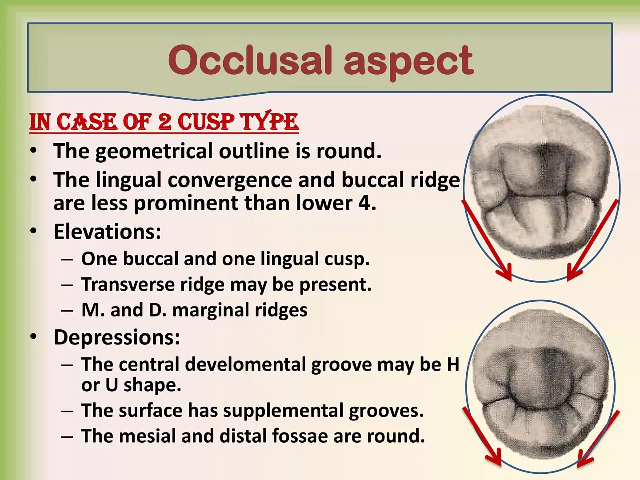 Occlusal aspect
IN CASE OF 2 CUSP TYPE
• The geometrical outline is round.
• The lingual convergence and buccal ridge
are less prominent than lower 4.
• Elevations:
– One buccal and one lingual cusp.
– Transverse ridge may be present.
– M. and D. marginal ridges
• Depressions:
– The central develomental groove may be H
or U shape.
– The surface has supplemental grooves.
– The mesial and distal fossae are round.